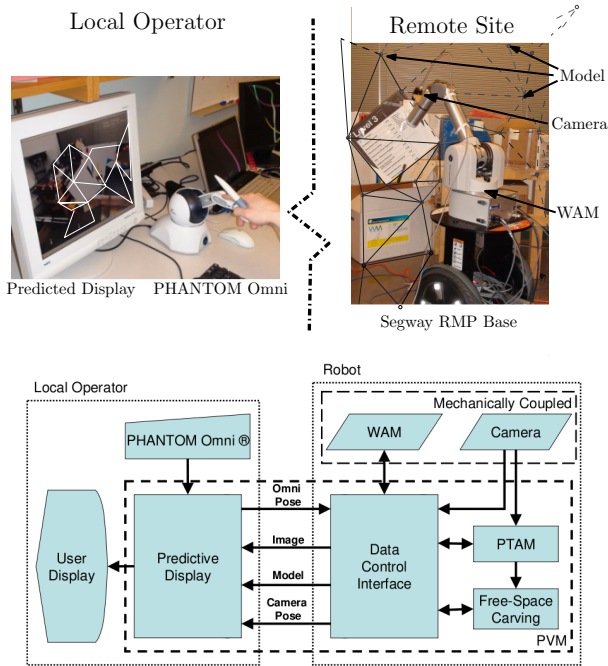 Local Operator
Remote Site
Model
Camera
Level 3
WAM
Predicted Display
PHANTOM Omni
Segway RMP Base
Robot
Local Operator
Mechanically Coupled
PHANTOM Omni ®
WAM
Camera
Omni
Pose
User
Display
Predictive
Display
Image
Data
Control
Interface
PTAM
Model
Camera
Pose
Free-Space
Carving
PVM